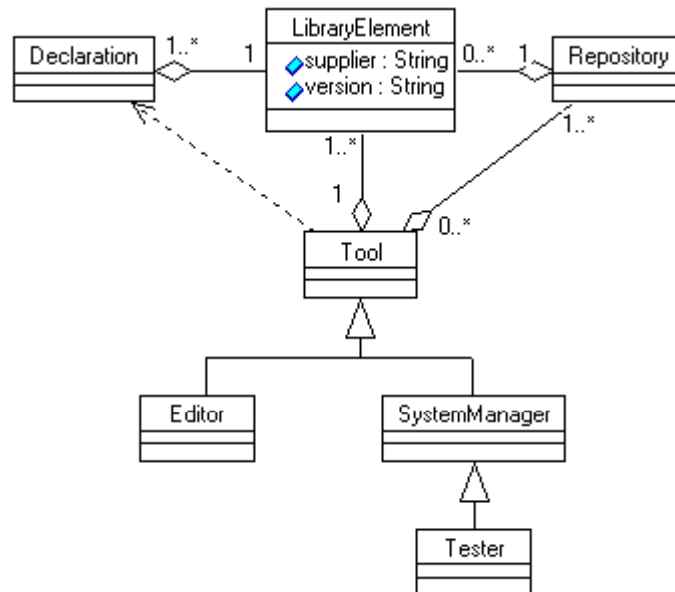 LibraryElement
supplier : String
version : String
Declaration
1..*
1
0..*
1
Repository
1..*
1..*
1
0..*
Tool
Editor
SystemManager
Tester